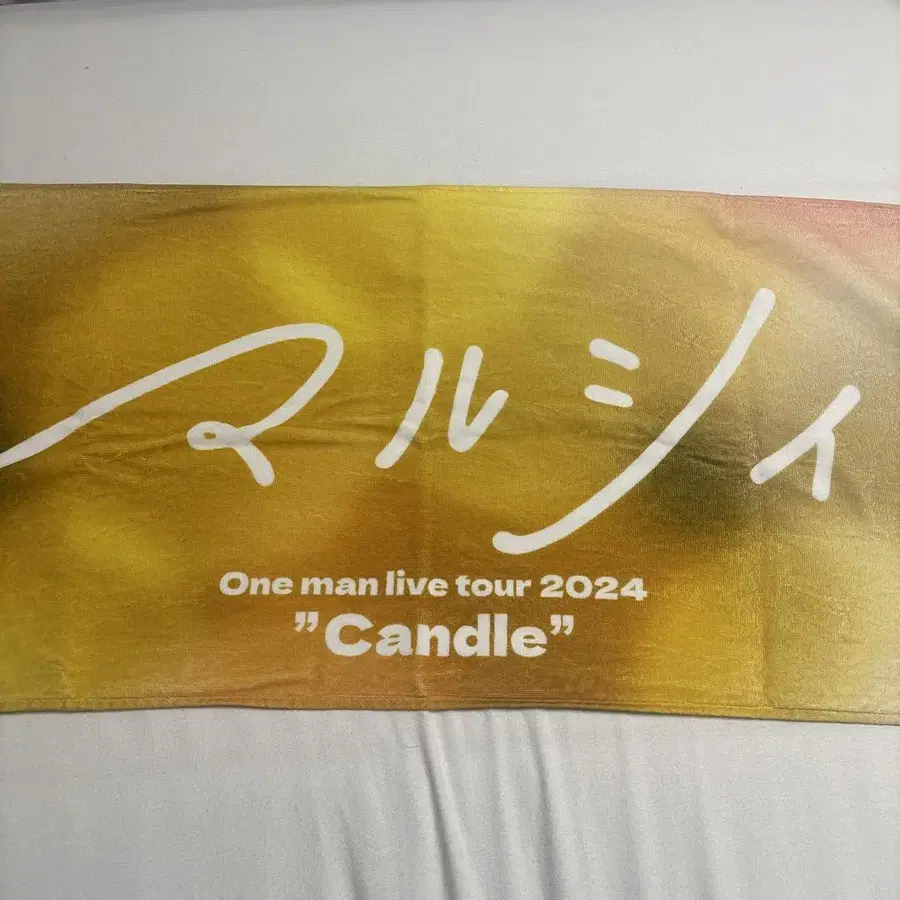 マルシィ
One man live tour 2024
”Candle”